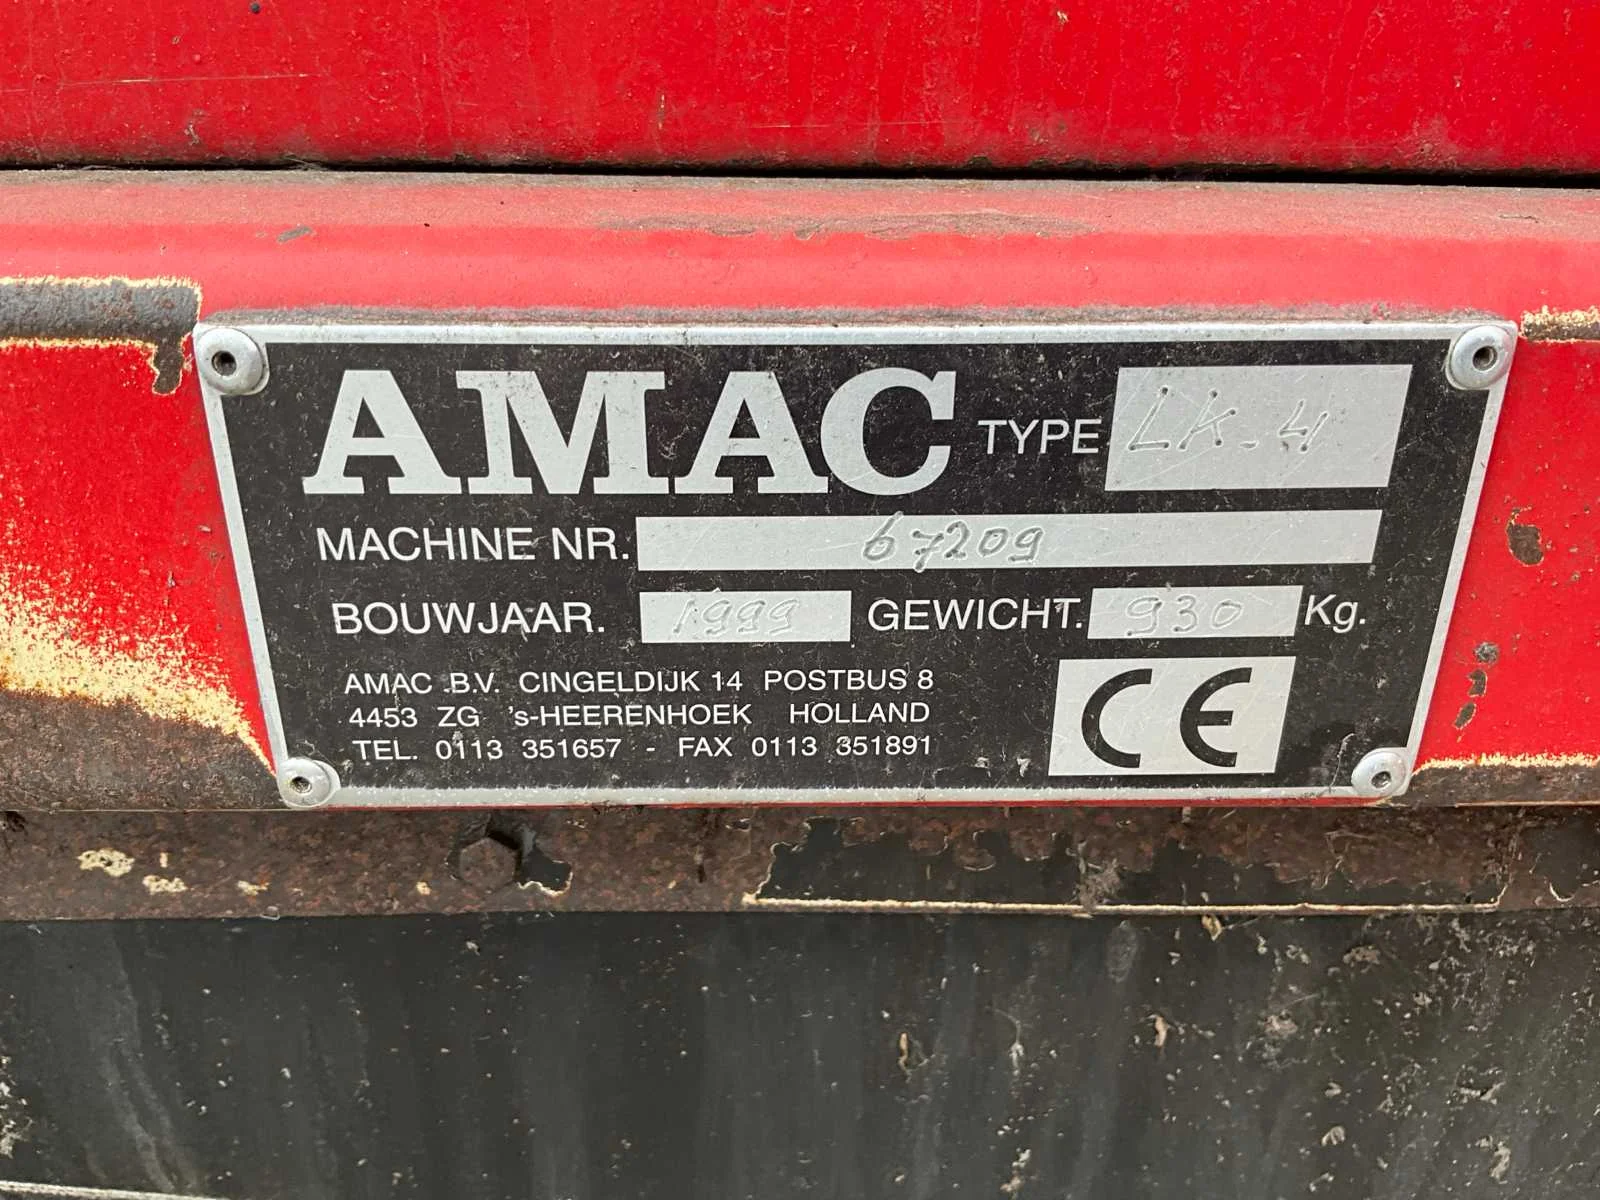 AMAC TYPE LK-4
MACHINE NR. 67209
BOUWJAAR. 1999 GEWICHT. 930 Kg.
AMAC B.V. CINGELDIJK 14 POSTBUS 8
4453 ZG 's-HEERENHOEK HOLLAND
TEL. 0113 351657 - FAX 0113 351891
CE